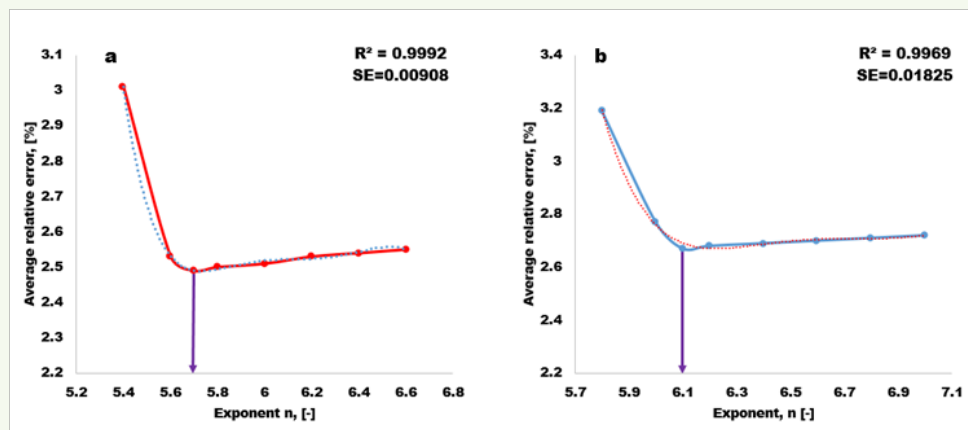 a
R² = 0.9992
SE=0.00908
Average relative error, [%]
3.1
3
2.9
2.8
2.7
2.6
2.5
2.4
2.3
2.2
5.2 5.4 5.6 5.8 6 6.2 6.4 6.6 6.8
Exponent n, [-]
b
R² = 0.9969
SE=0.01825
Average relative error, [%]
3.4
3.2
3
2.8
2.6
2.4
2.2
5.7 5.9 6.1 6.3 6.5 6.7 6.9 7.1
Exponent, n [-]